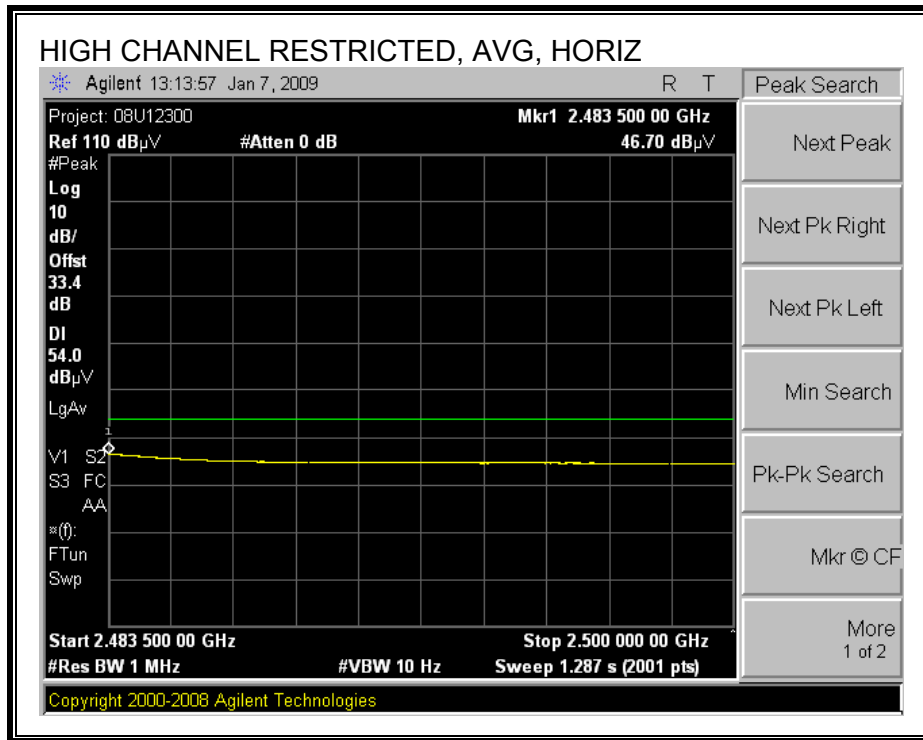 HIGH CHANNEL RESTRICTED, AVG, HORIZ
Agilent 13:13:57 Jan 7, 2009 R T
Peak Search
Project: 08U12300 Mkr1 2.483 500 00 GHz
Ref 110 dBµV #Atten 0 dB 46.70 dBµV
#Peak
Log
10
dB/
Offst
33.4
dB
DI
54.0
dBµV
LgAv
1
V1 S2
S3 FC
AA
¤(f):
FTun
Swp
Start 2.483 500 00 GHz Stop 2.500 000 00 GHz
#Res BW 1 MHz #VBW 10 Hz Sweep 1.287 s (2001 pts)
Copyright 2000-2008 Agilent Technologies
Next Peak
Next Pk Right
Next Pk Left
Min Search
Pk-Pk Search
Mkr © CF
More
1 of 2